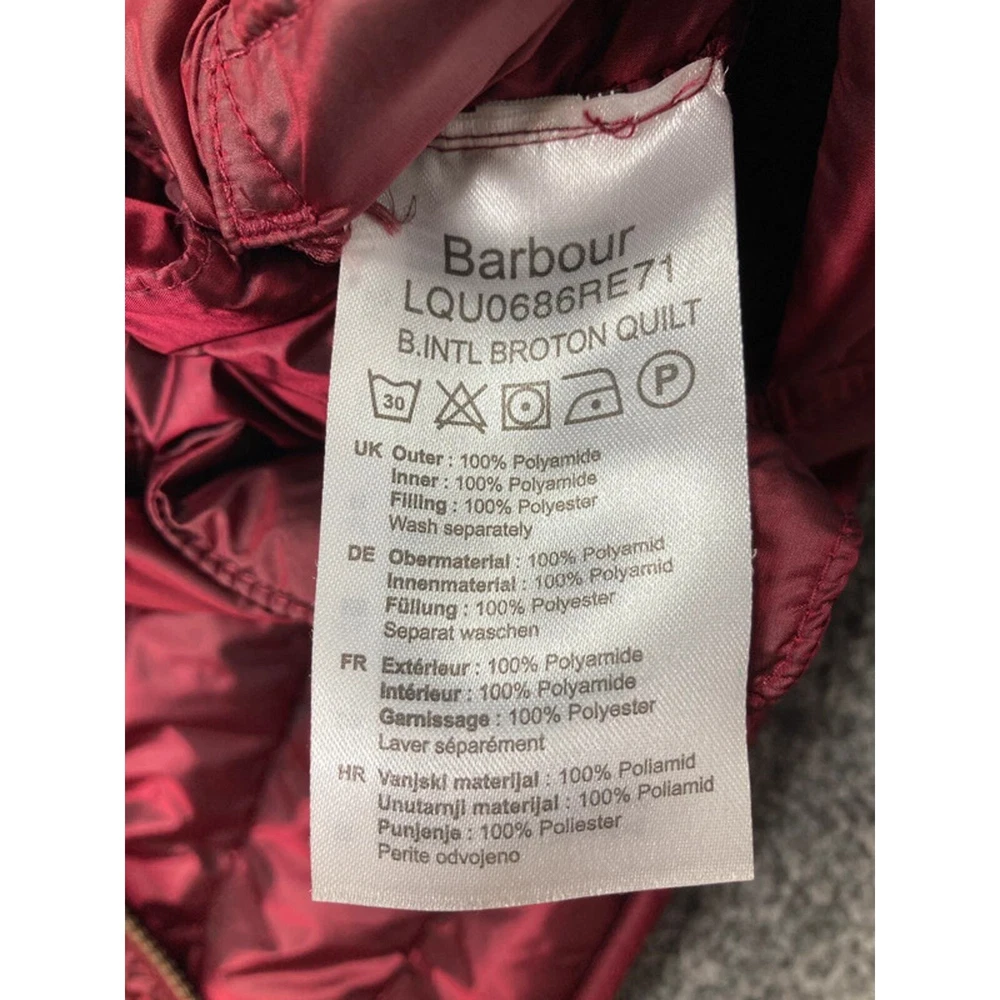 Barbour
LQU0686RE71
B.INTL BROTON QUILT
30 P
UK Outer : 100% Polyamide
Inner : 100% Polyamide
Filling : 100% Polyester
Wash separately
DE Obermaterial : 100% Polyamid
Innenmaterial : 100% Polyamid
Füllung : 100% Polyester
Separat waschen
FR Extérieur : 100% Polyamide
Intérieur : 100% Polyamide
Garnissage : 100% Polyester
Laver séparément
HR Vanjski materijal : 100% Poliamid
Unutarnji materijal : 100% Poliamid
Punjenje : 100% Poliester
Perite odvojeno